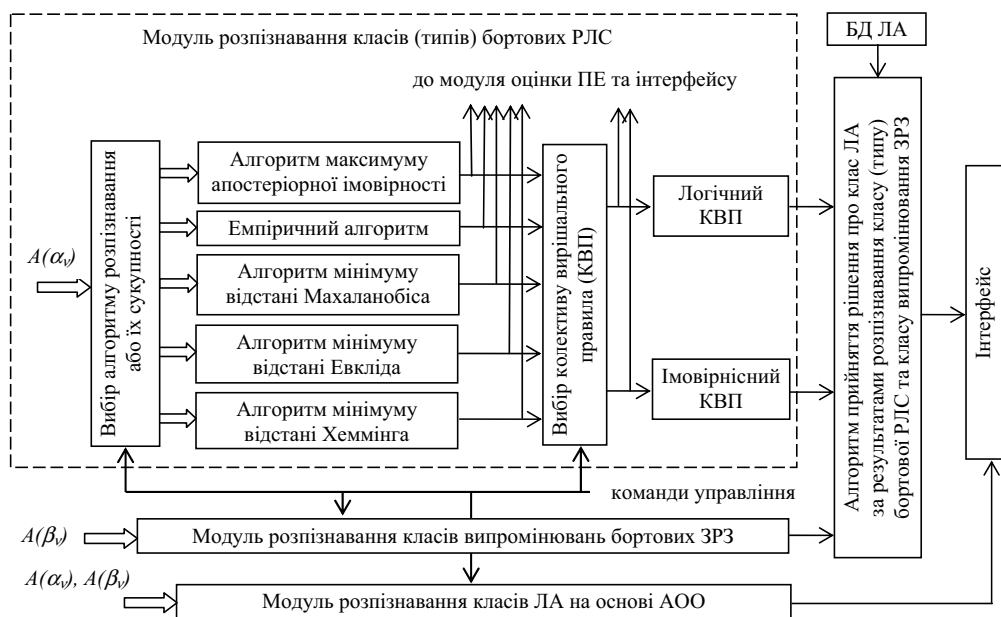 Модуль розпізнавання класів (типів) бортових РЛС
БД ЛА
до модуля оцінки ПЕ та інтерфейсу
A(αᵥ)
Вибір алгоритму розпізнавання
або їх сукупності
Алгоритм максимуму
апостеріорної імовірності
Емпіричний алгоритм
Алгоритм мінімуму
відстані Махаланобіса
Алгоритм мінімуму
відстані Евкліда
Алгоритм мінімуму
відстані Хеммінга
Вибір колективу вирішального
правила (КВП)
Логічний
КВП
Імовірнісний
КВП
Алгоритм прийняття рішення про клас ЛА
за результатами розпізнавання класу (типу)
бортової РЛС та класу випромінювання ЗРЗ
Інтерфейс
команди управління
A(βᵥ)
Модуль розпізнавання класів випромінювань бортових ЗРЗ
A(αᵥ), A(βᵥ)
Модуль розпізнавання класів ЛА на основі АОО